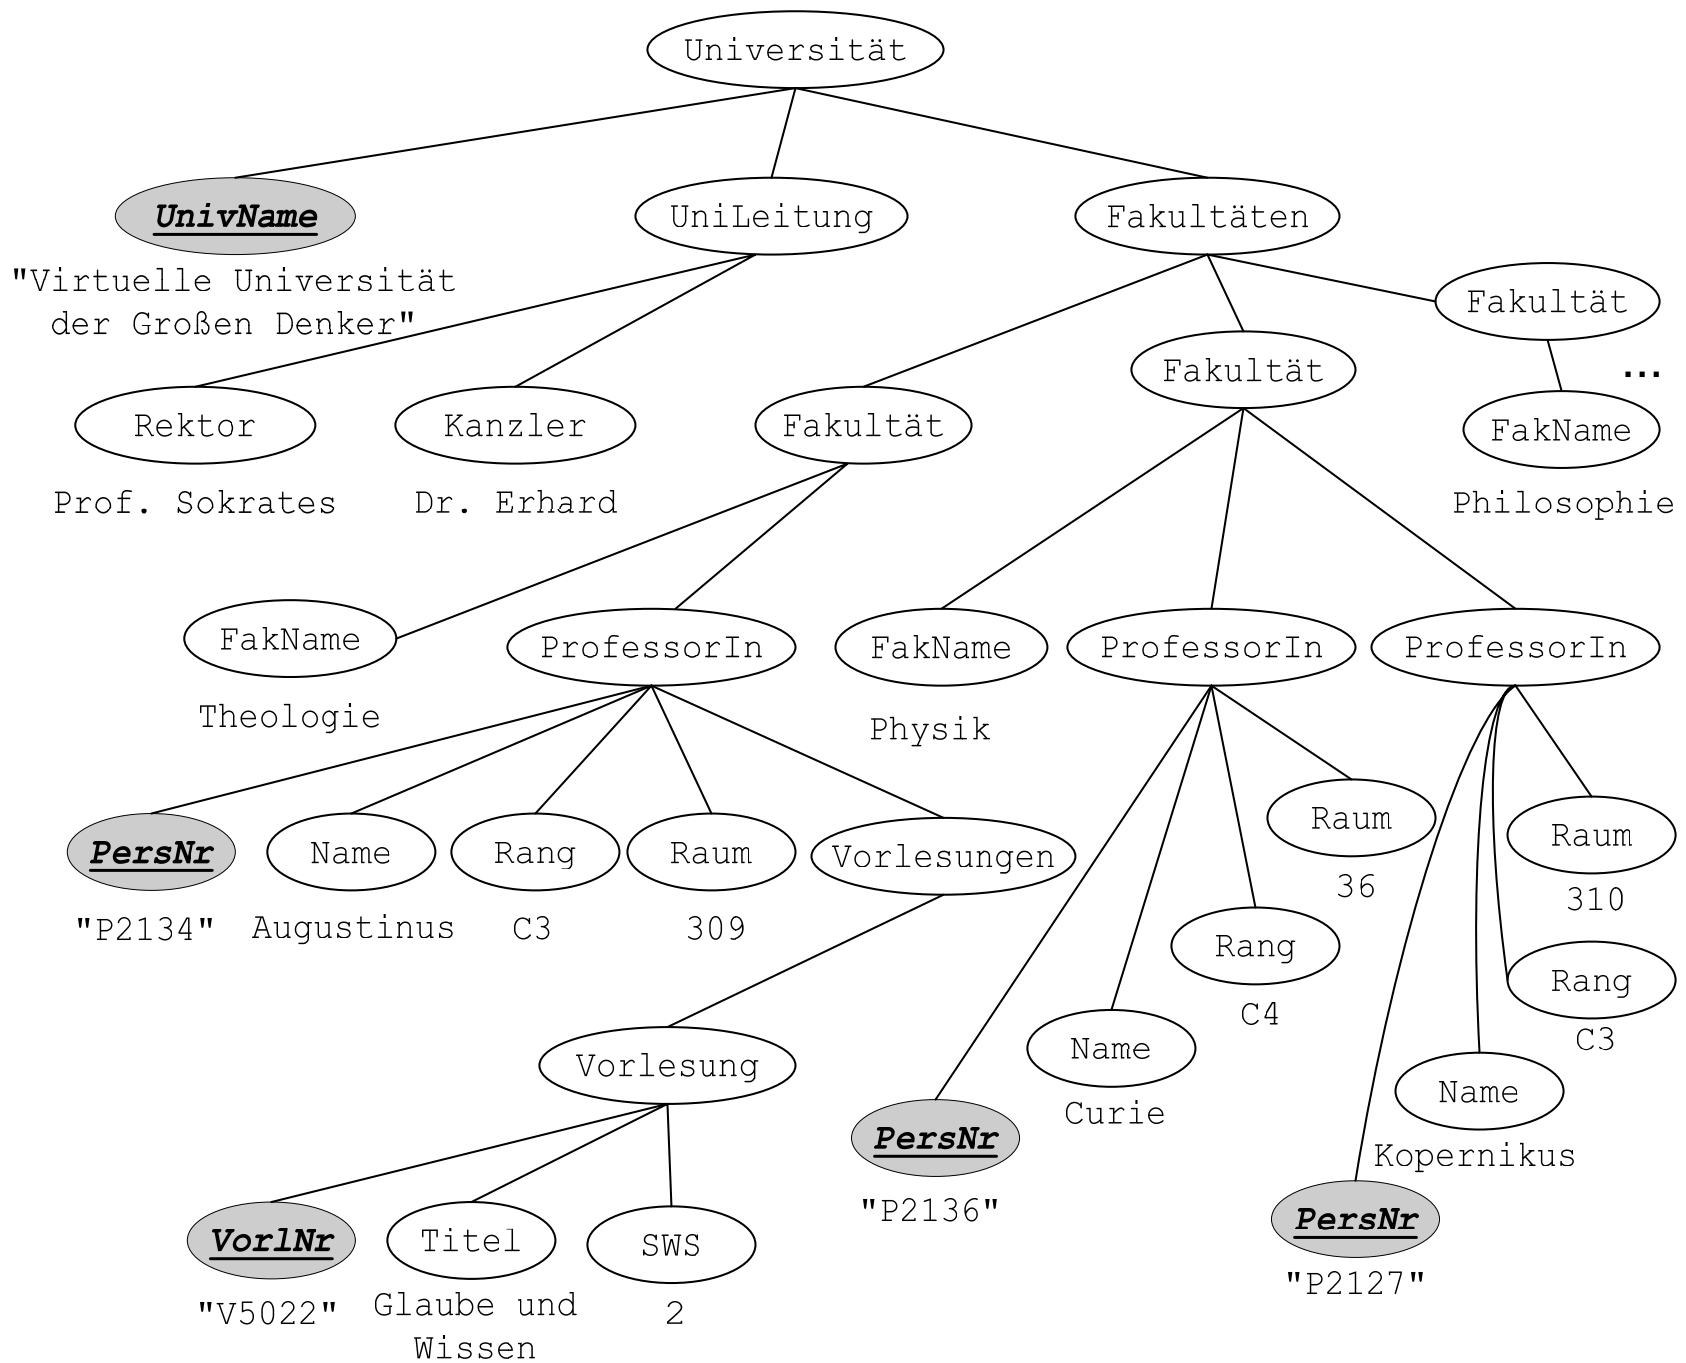 Universität
UnivName
UniLeitung
Fakultäten
"Virtuelle Universität
der Großen Denker"
Fakultät
Fakultät
...
Rektor
Kanzler
Fakultät
FakName
Prof. Sokrates
Dr. Erhard
Philosophie
FakName
ProfessorIn
FakName
ProfessorIn
ProfessorIn
Theologie
Physik
PersNr
Name
Rang
Raum
Vorlesungen
Raum
Raum
36
310
"P2134"
Augustinus
C3
309
Rang
Rang
C4
C3
Vorlesung
Name
Name
Curie
PersNr
Kopernikus
"P2136"
PersNr
"P2127"
VorlNr
Titel
SWS
"V5022"
Glaube und
Wissen
2